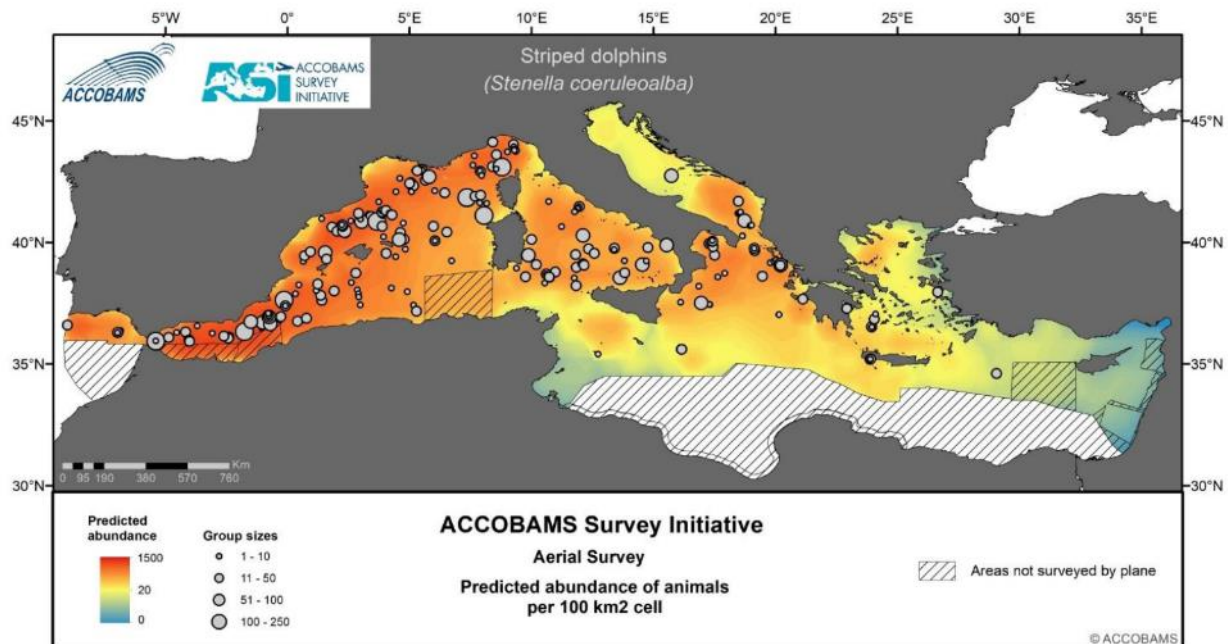 5°W 0° 5°E 10°E 15°E 20°E 25°E 30°E 35°E
ACCOBAMS
ASI
ACCOBAMS
SURVEY
INITIATIVE
Striped dolphins
(Stenella coeruleoalba)
45°N 45°N
40°N 40°N
35°N 35°N
30°N 30°N
Km
0 95 190 380 570 760
Predicted
abundance
1500
20
0
Group sizes
1 - 10
11 - 50
51 - 100
100 - 250
ACCOBAMS Survey Initiative
Aerial Survey
Predicted abundance of animals
per 100 km2 cell
Areas not surveyed by plane
© ACCOBAMS